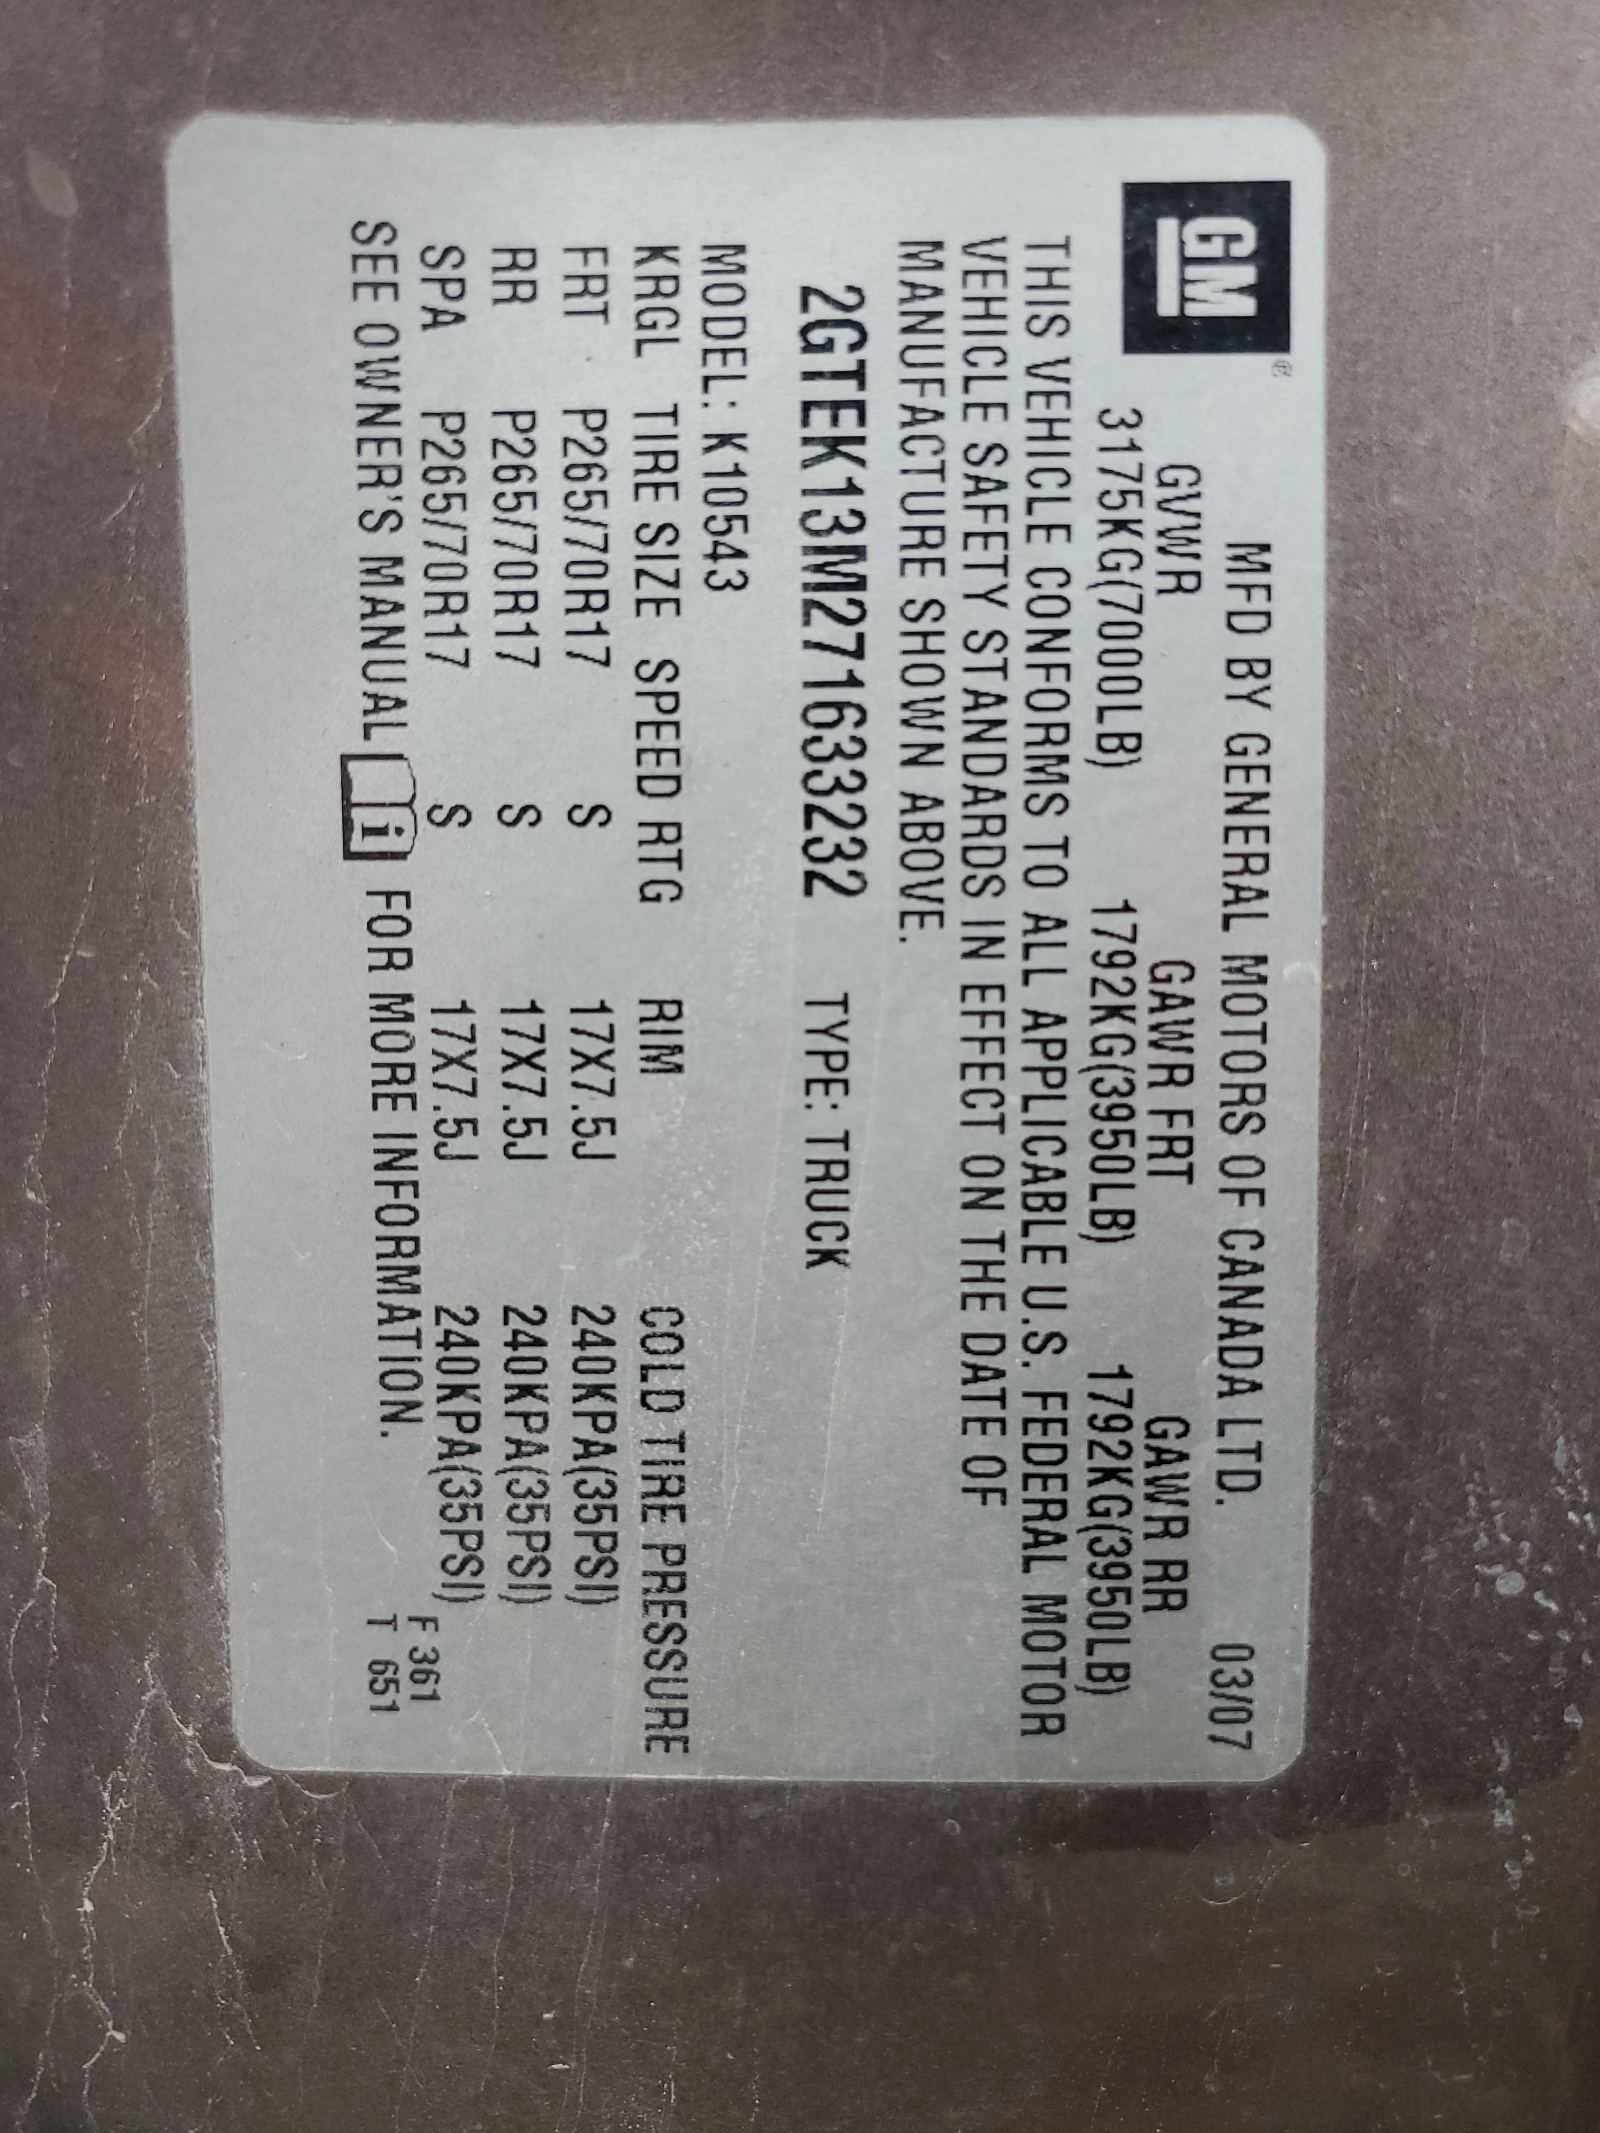 GM®
MFD BY GENERAL MOTORS OF CANADA LTD. 03/07
GVWR GAWR FRT GAWR RR
3175KG(7000LB) 1792KG(3950LB) 1792KG(3950LB)
THIS VEHICLE CONFORMS TO ALL APPLICABLE U.S. FEDERAL MOTOR
VEHICLE SAFETY STANDARDS IN EFFECT ON THE DATE OF
MANUFACTURE SHOWN ABOVE.
2GTEK13M271633232 TYPE: TRUCK
MODEL: K10543
KRGL TIRE SIZE SPEED RTG RIM COLD TIRE PRESSURE
FRT P265/70R17 S 17X7.5J 240KPA(35PSI)
RR P265/70R17 S 17X7.5J 240KPA(35PSI)
SPA P265/70R17 S 17X7.5J 240KPA(35PSI)
SEE OWNER'S MANUAL i FOR MORE INFORMATION.
F 361
T 651